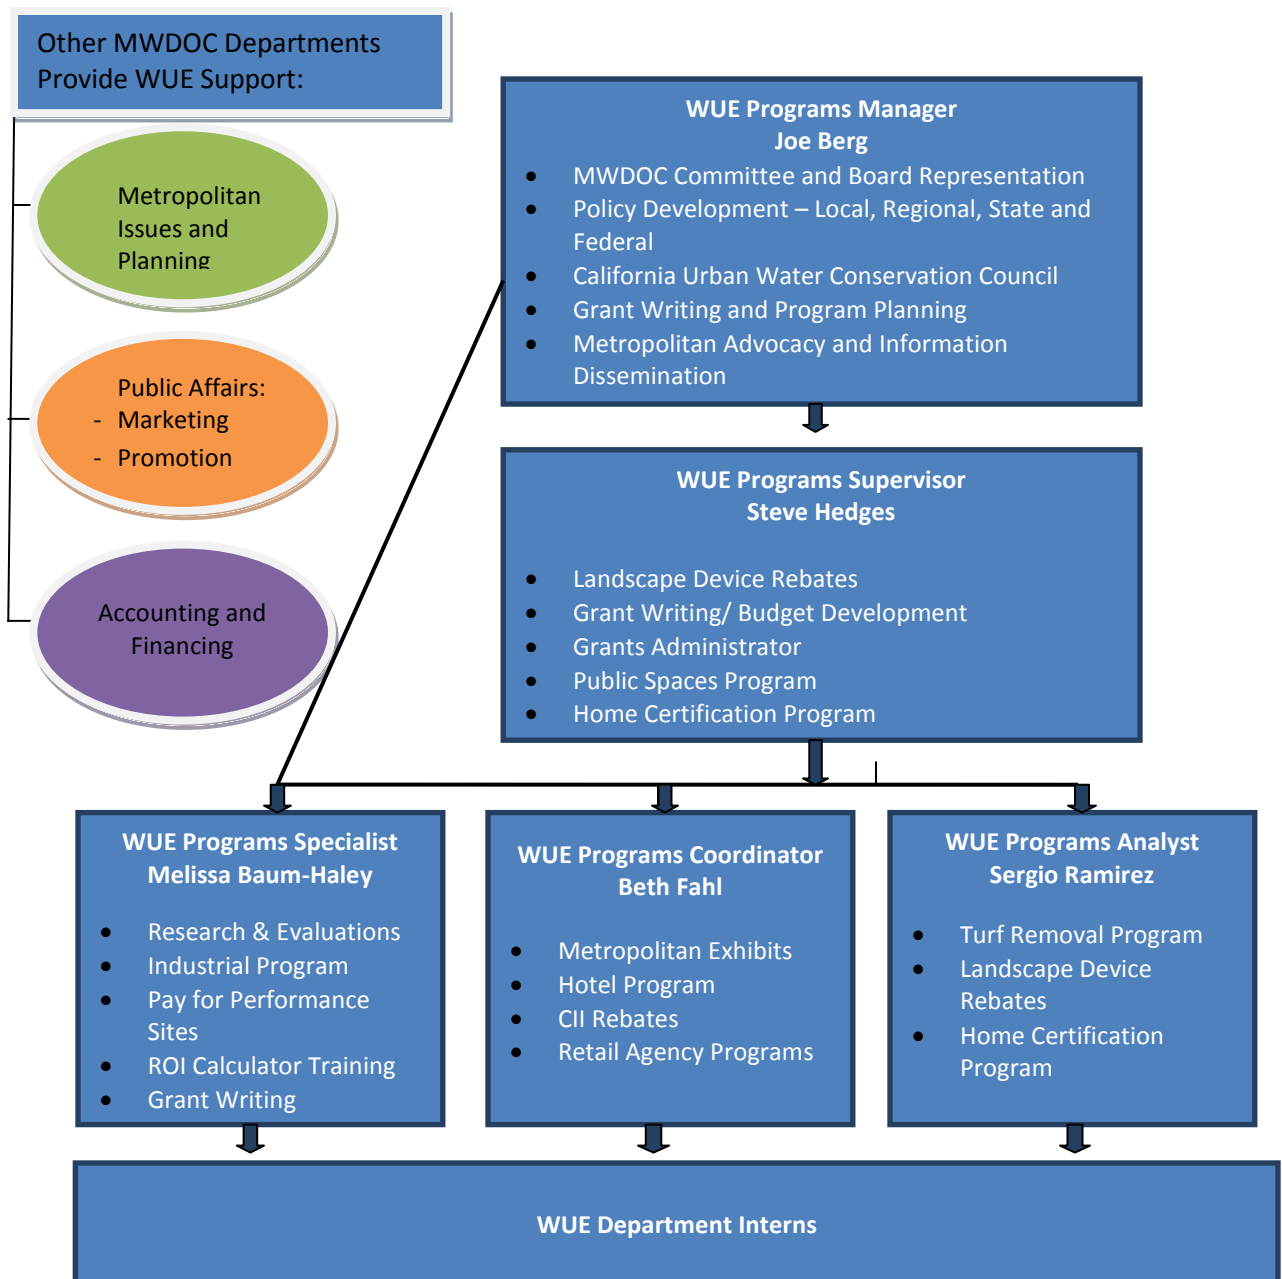 Other MWDOC Departments
Provide WUE Support:
Metropolitan
Issues and
Planning
Public Affairs:
- Marketing
- Promotion
Accounting and
Financing
WUE Programs Manager
Joe Berg
• MWDOC Committee and Board Representation
• Policy Development – Local, Regional, State and
Federal
• California Urban Water Conservation Council
• Grant Writing and Program Planning
• Metropolitan Advocacy and Information
Dissemination
WUE Programs Supervisor
Steve Hedges
• Landscape Device Rebates
• Grant Writing/ Budget Development
• Grants Administrator
• Public Spaces Program
• Home Certification Program
WUE Programs Specialist
Melissa Baum-Haley
• Research & Evaluations
• Industrial Program
• Pay for Performance
Sites
• ROI Calculator Training
• Grant Writing
WUE Programs Coordinator
Beth Fahl
• Metropolitan Exhibits
• Hotel Program
• CII Rebates
• Retail Agency Programs
WUE Programs Analyst
Sergio Ramirez
• Turf Removal Program
• Landscape Device
Rebates
• Home Certification
Program
WUE Department Interns